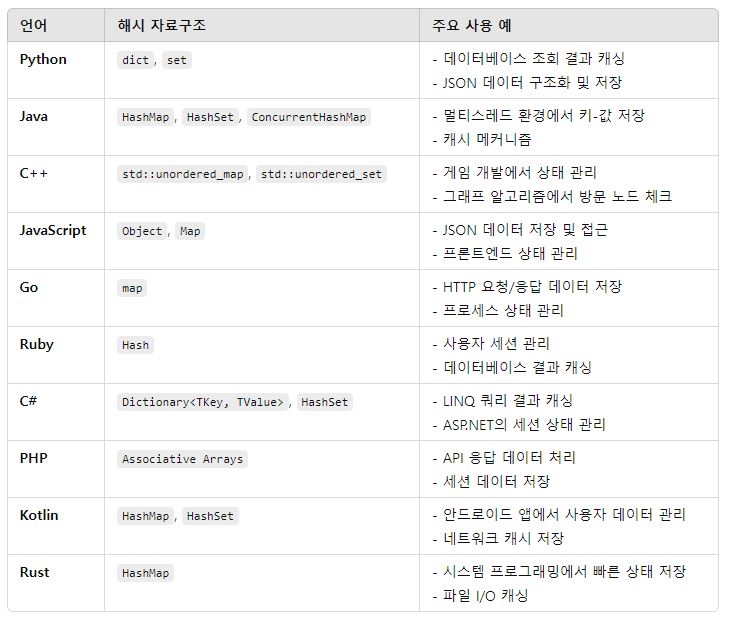 언어 해시 자료구조 주요 사용 예
Python dict, set - 데이터베이스 조회 결과 캐싱
- JSON 데이터 구조화 및 저장
Java HashMap, HashSet, ConcurrentHashMap - 멀티스레드 환경에서 키-값 저장
- 캐시 메커니즘
C++ std::unordered_map, std::unordered_set - 게임 개발에서 상태 관리
- 그래프 알고리즘에서 방문 노드 체크
JavaScript Object, Map - JSON 데이터 저장 및 접근
- 프론트엔드 상태 관리
Go map - HTTP 요청/응답 데이터 저장
- 프로세스 상태 관리
Ruby Hash - 사용자 세션 관리
- 데이터베이스 결과 캐싱
C# Dictionary<TKey, TValue>, HashSet - LINQ 쿼리 결과 캐싱
- ASP.NET의 세션 상태 관리
PHP Associative Arrays - API 응답 데이터 처리
- 세션 데이터 저장
Kotlin HashMap, HashSet - 안드로이드 앱에서 사용자 데이터 관리
- 네트워크 캐시 저장
Rust HashMap - 시스템 프로그래밍에서 빠른 상태 저장
- 파일 I/O 캐싱